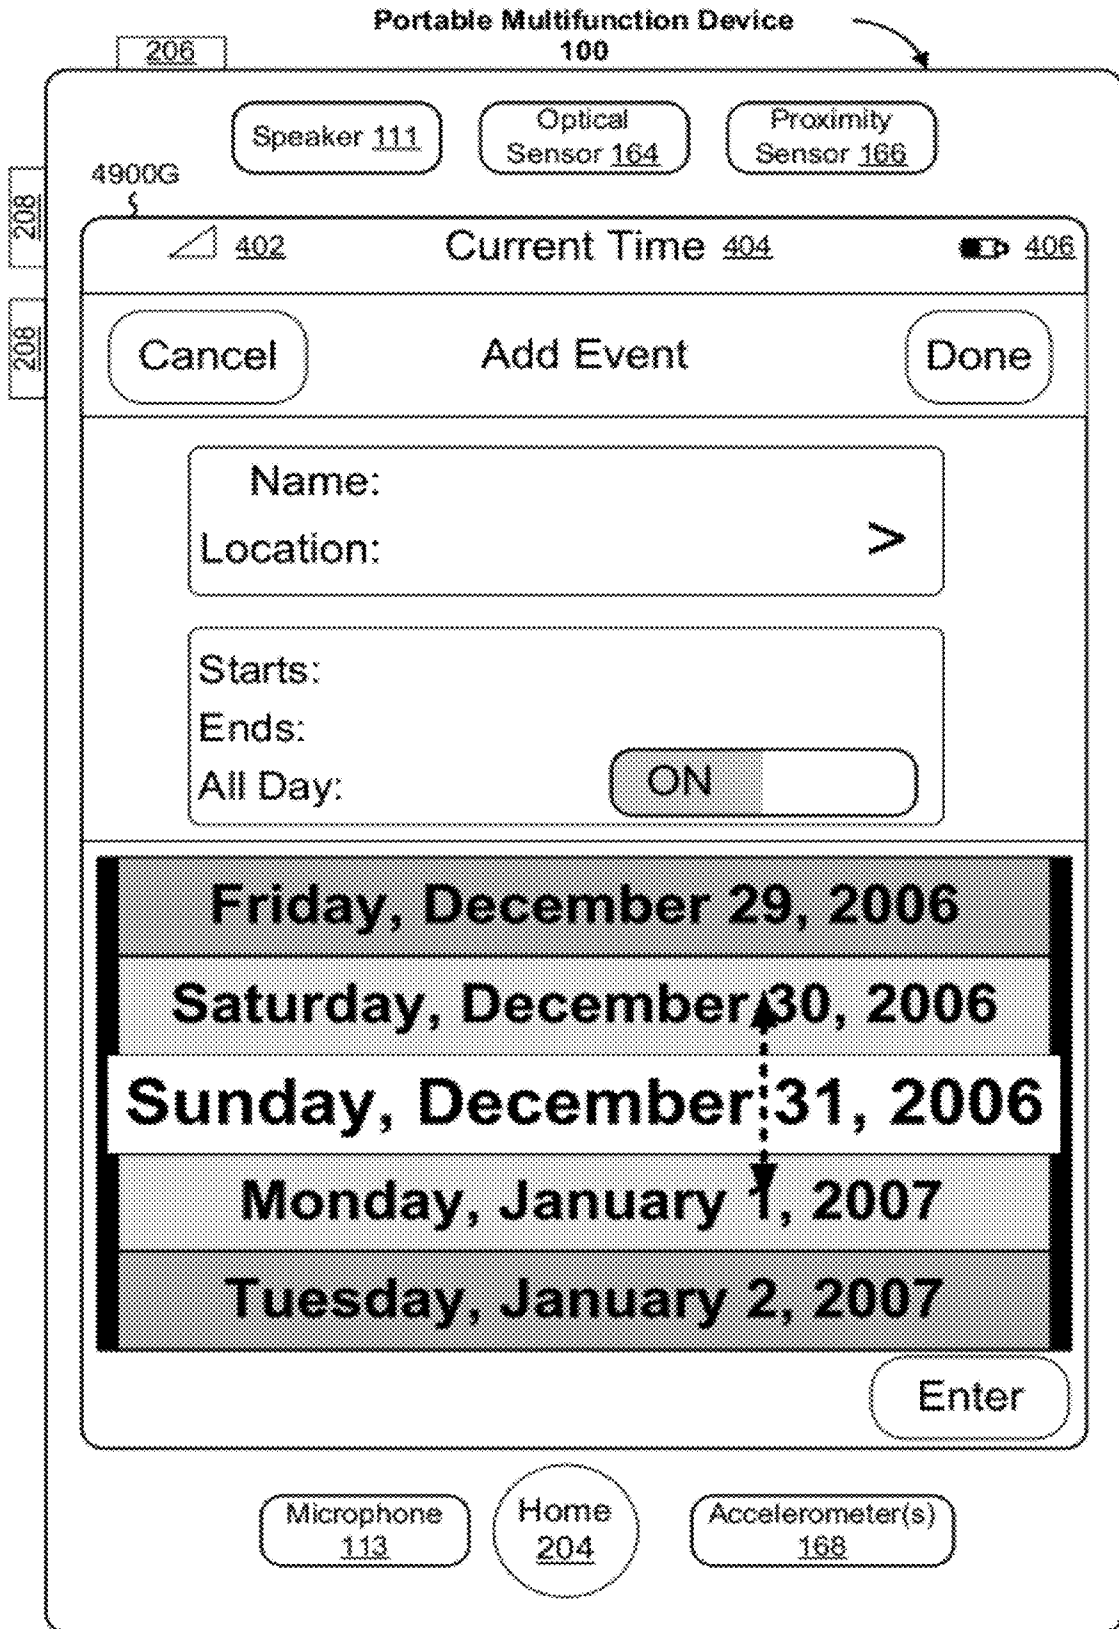 Portable Multifunction Device
100
206
Speaker 111
Optical
Sensor 164
Proximity
Sensor 166
4900G
208
208
402
Current Time 404
406
Cancel
Add Event
Done
Name:
Location:
>
Starts:
Ends:
All Day:
ON
Friday, December 29, 2006
Saturday, December 30, 2006
Sunday, December 31, 2006
Monday, January 1, 2007
Tuesday, January 2, 2007
Enter
Microphone
113
Home
204
Accelerometer(s)
168